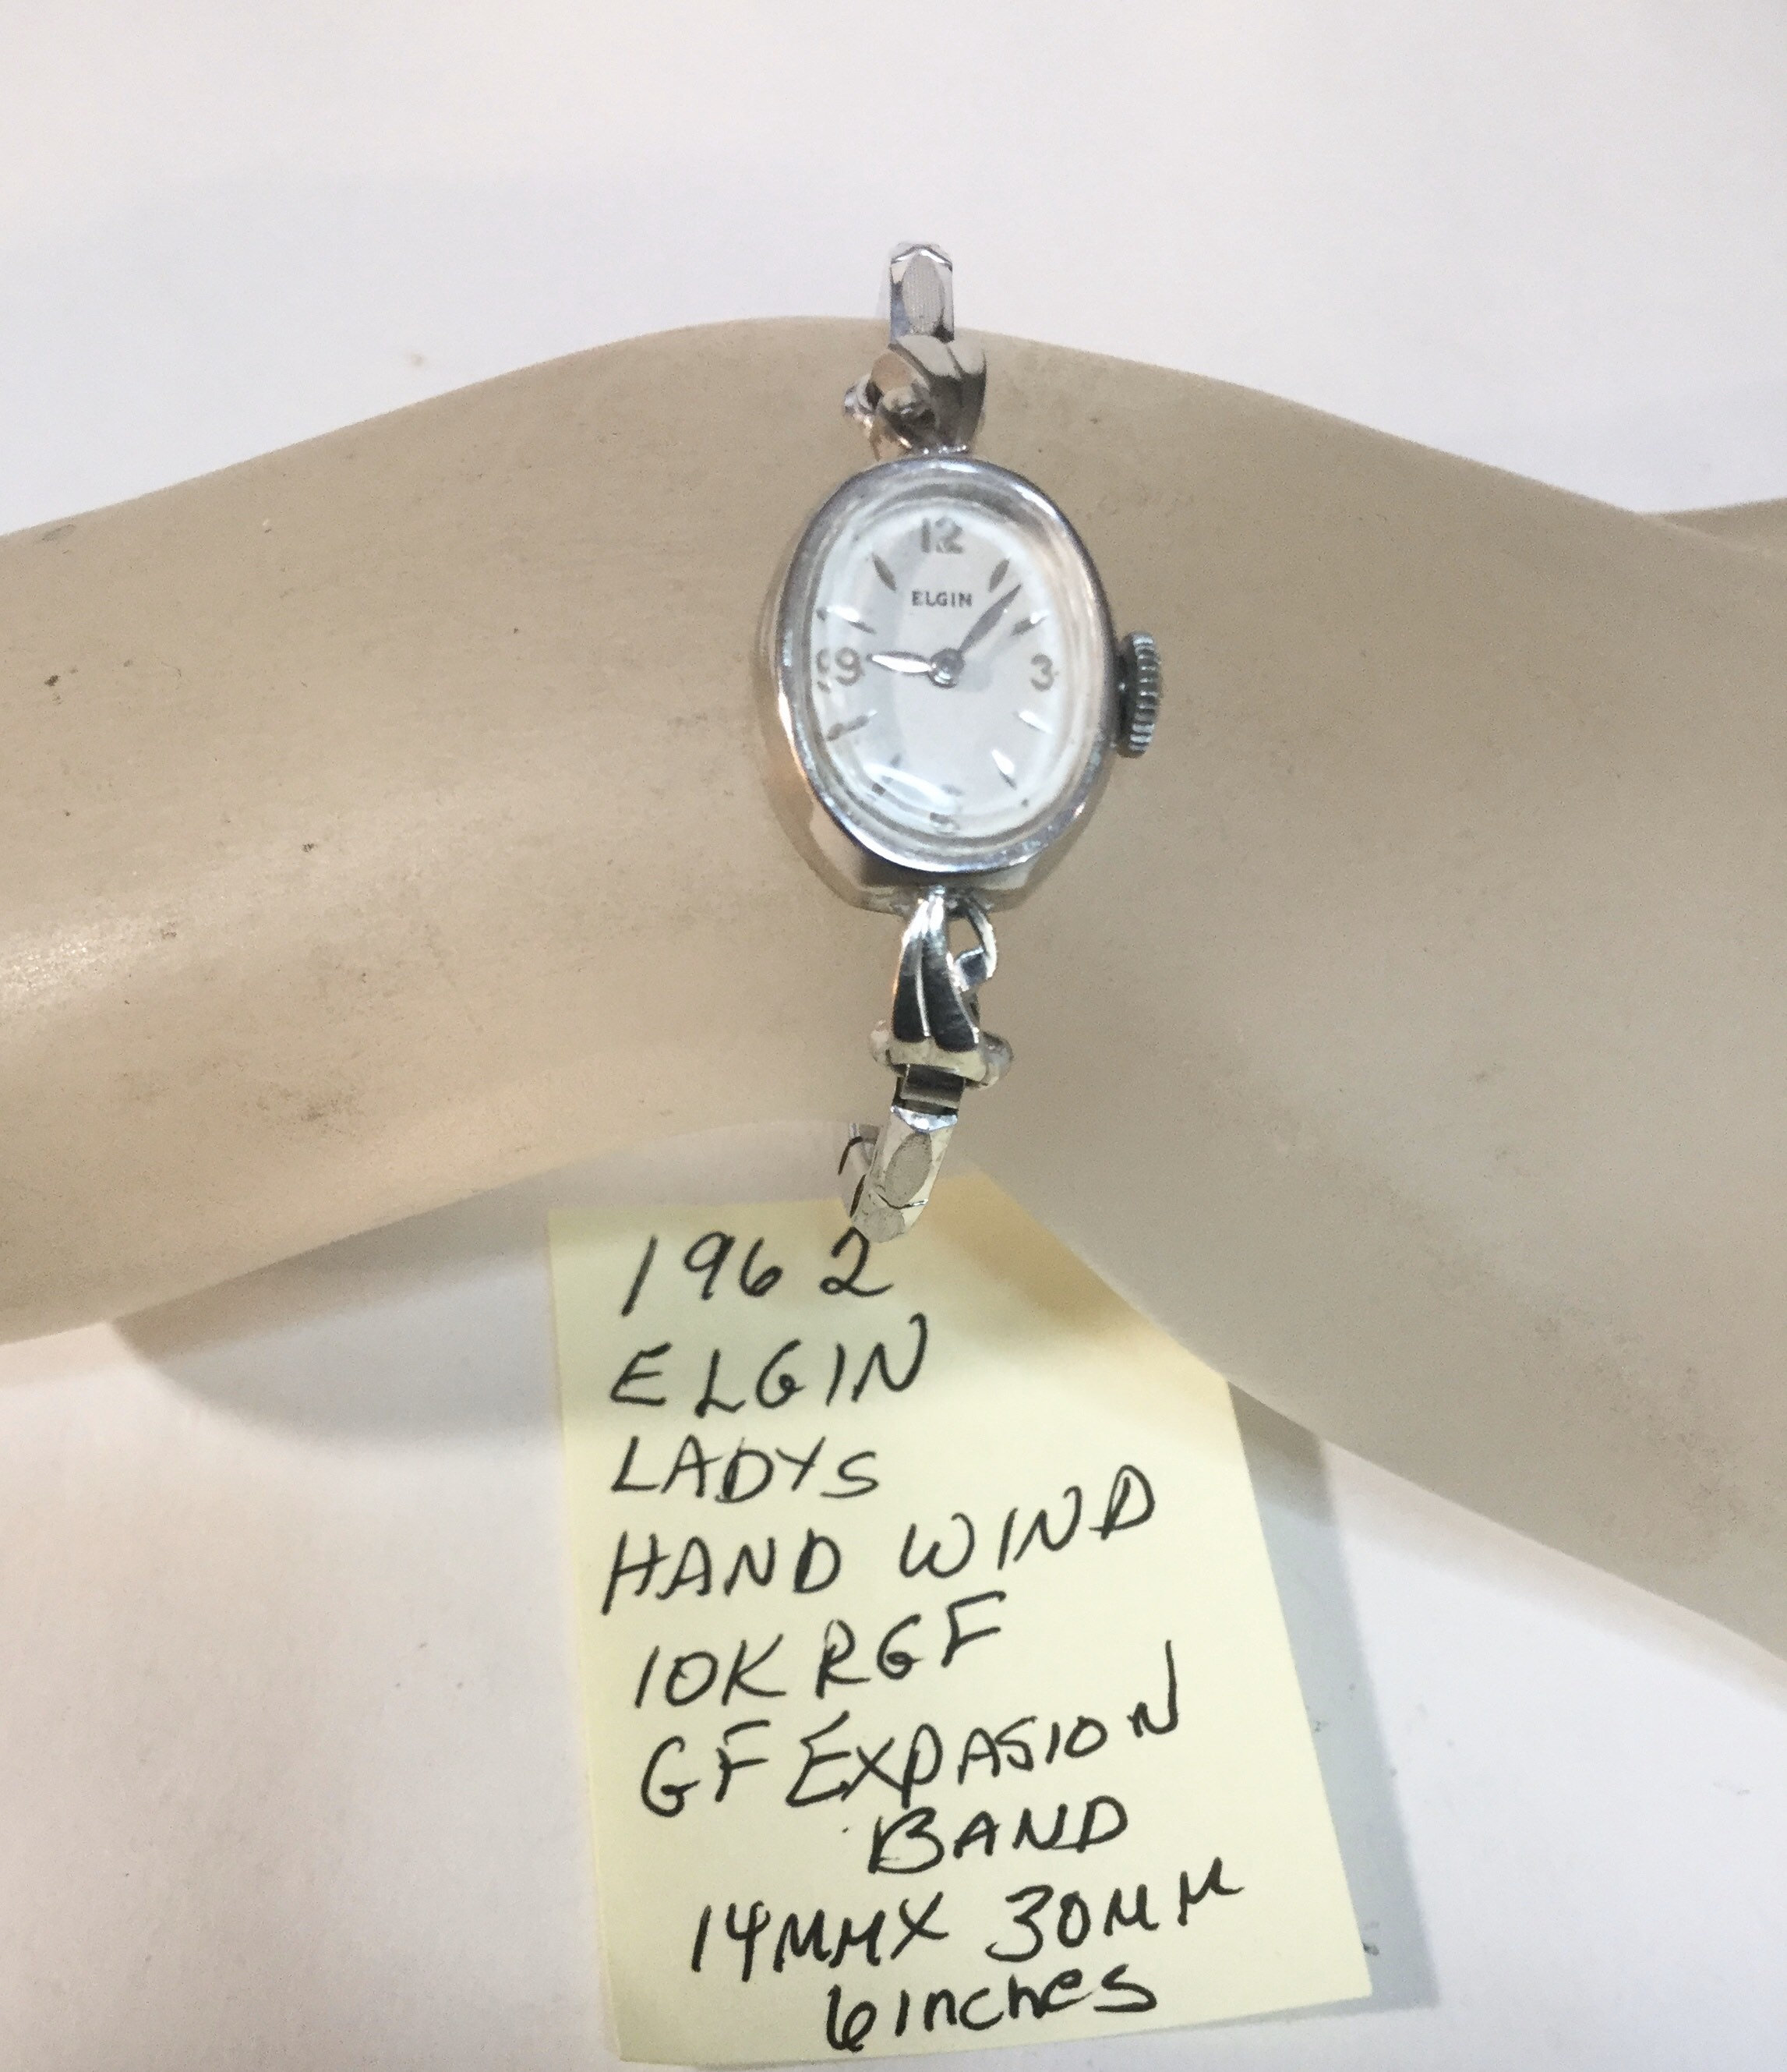 12
ELGIN
9 3
1962
ELGIN
LADYS
HAND WIND
10K RGF
GF EXPASION
BAND
14MMX 30MM
6 inches